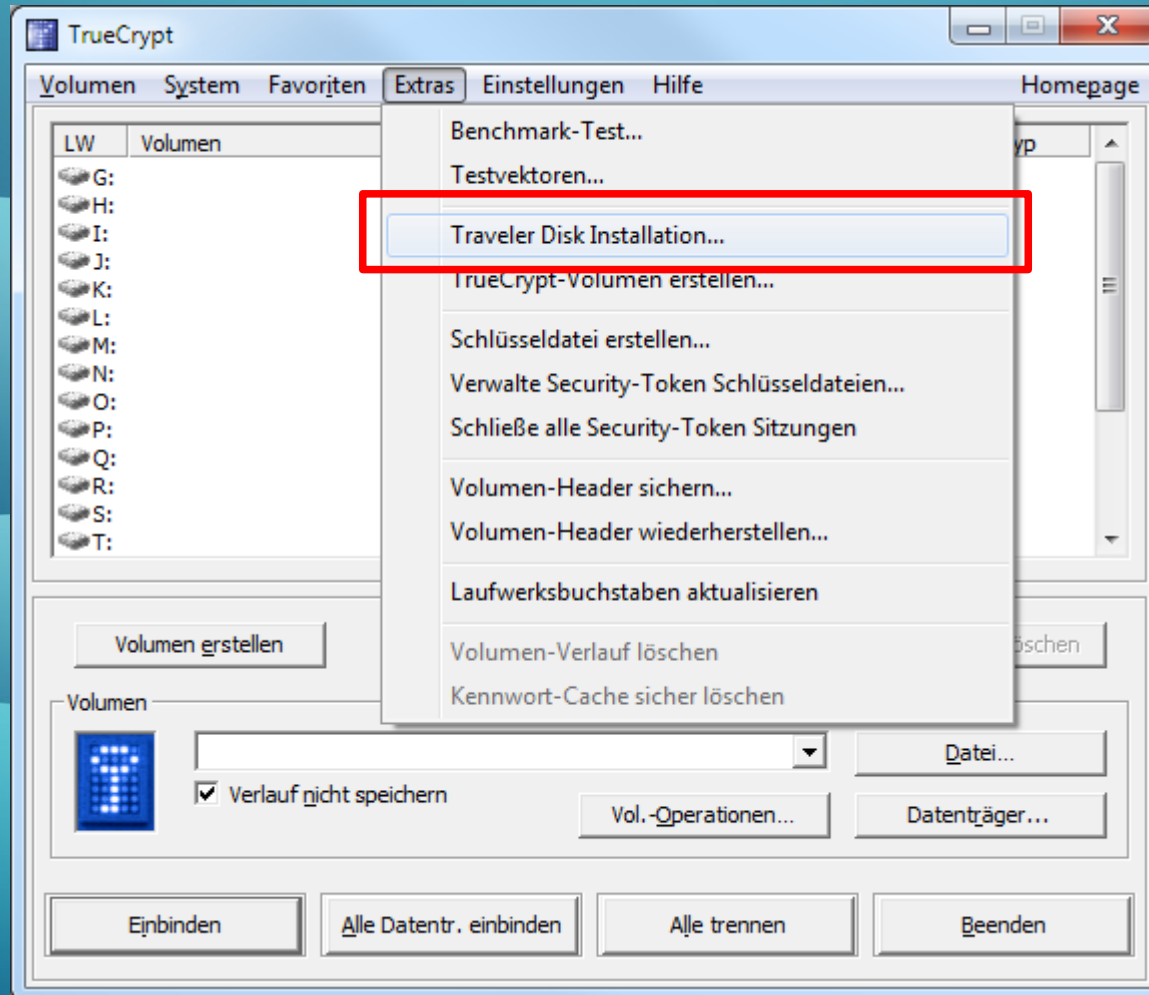 TrueCrypt
Volumen System Favoriten Extras Einstellungen Hilfe Homepage
LW Volumen
G:
H:
I:
J:
K:
L:
M:
N:
O:
P:
Q:
R:
S:
T:
Benchmark-Test...
Testvektoren...
Traveler Disk Installation...
TrueCrypt-Volumen erstellen...
Schlüsseldatei erstellen...
Verwalte Security-Token Schlüsseldateien...
Schließe alle Security-Token Sitzungen
Volumen-Header sichern...
Volumen-Header wiederherstellen...
Laufwerksbuchstaben aktualisieren
Volumen-Verlauf löschen
Kennwort-Cache sicher löschen
Volumen erstellen
Volumen
Datei...
Verlauf nicht speichern
Vol.-Operationen... Datenträger...
Einbinden Alle Datentr. einbinden Alle trennen Beenden